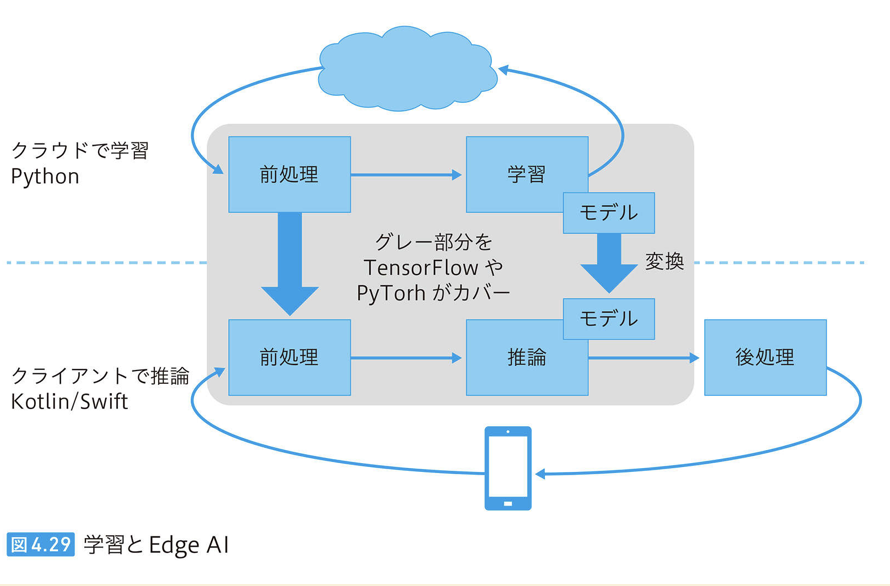 クラウドで学習
Python
前処理
学習
モデル
グレー部分を
TensorFlow や
PyTorh がカバー
変換
モデル
前処理
推論
後処理
クライアントで推論
Kotlin/Swift
図4.29 学習と Edge AI